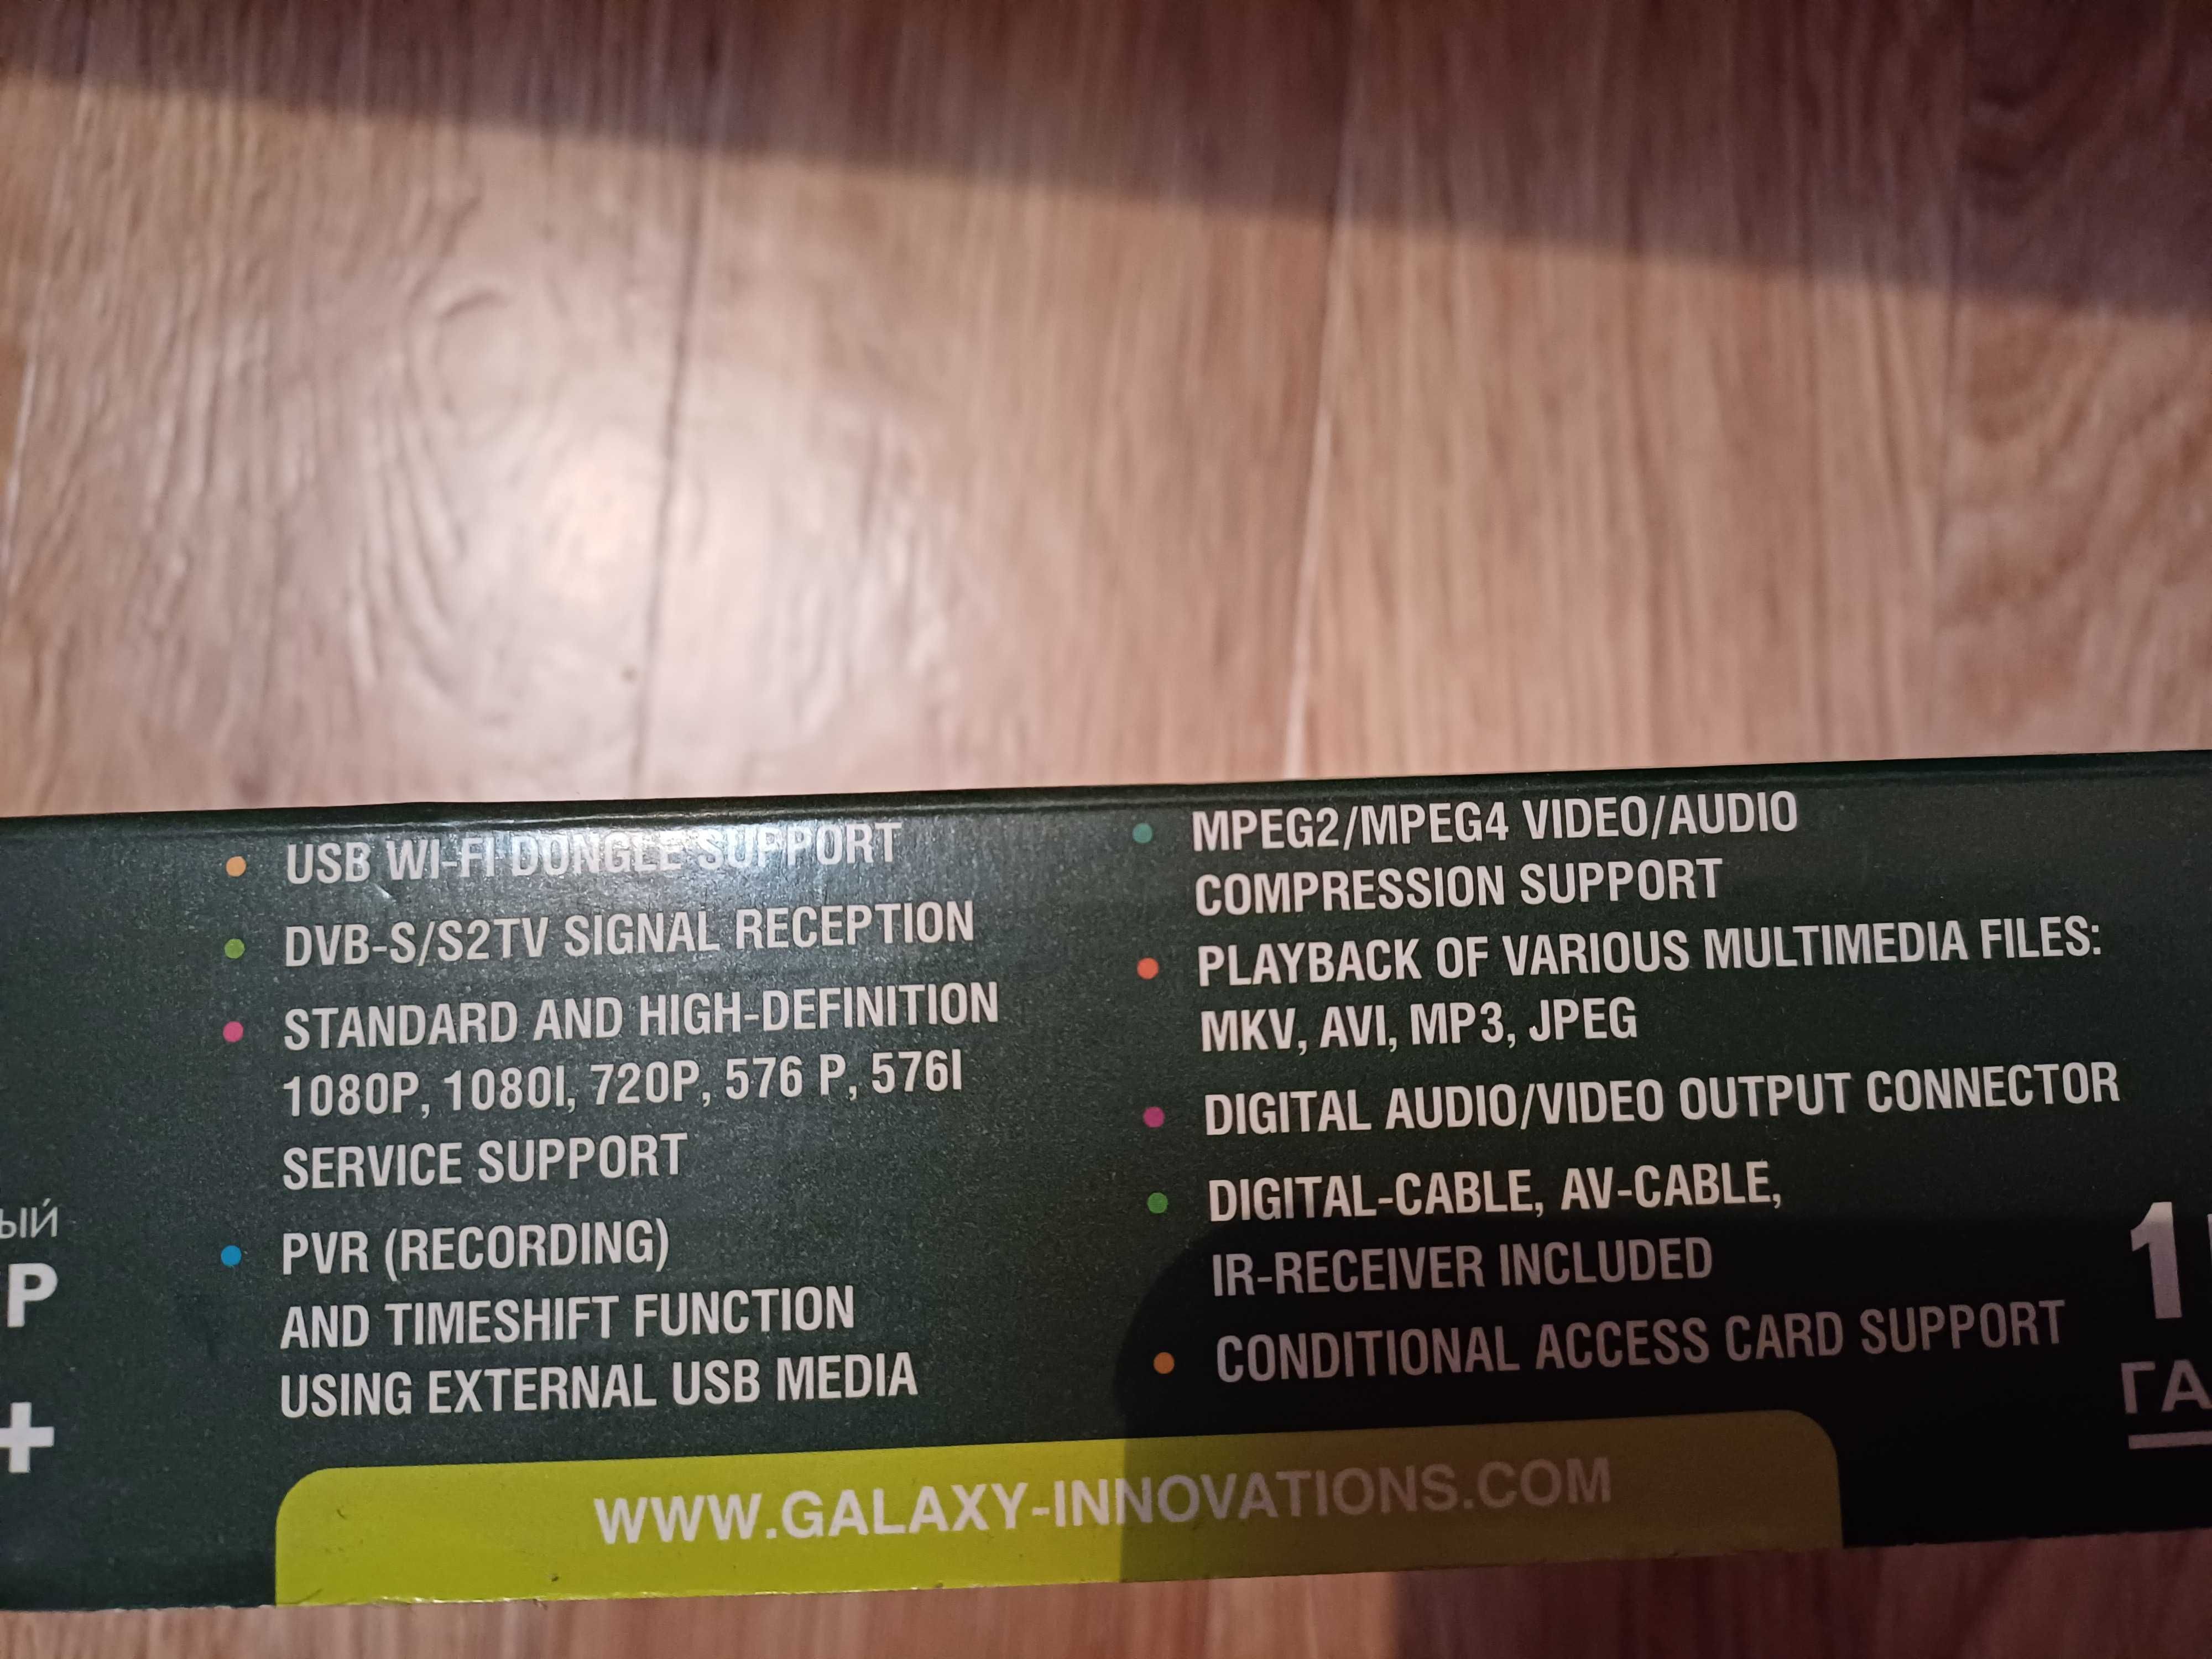 ЫЙ
Р
+
USB WI-FI DONGLE SUPPORT
DVB-S/S2TV SIGNAL RECEPTION
STANDARD AND HIGH-DEFINITION
1080P, 1080I, 720P, 576 P, 576I
SERVICE SUPPORT
PVR (RECORDING)
AND TIMESHIFT FUNCTION
USING EXTERNAL USB MEDIA
MPEG2/MPEG4 VIDEO/AUDIO
COMPRESSION SUPPORT
PLAYBACK OF VARIOUS MULTIMEDIA FILES:
MKV, AVI, MP3, JPEG
DIGITAL AUDIO/VIDEO OUTPUT CONNECTOR
DIGITAL-CABLE, AV-CABLE,
IR-RECEIVER INCLUDED
CONDITIONAL ACCESS CARD SUPPORT
1
ГА
WWW.GALAXY-INNOVATIONS.COM